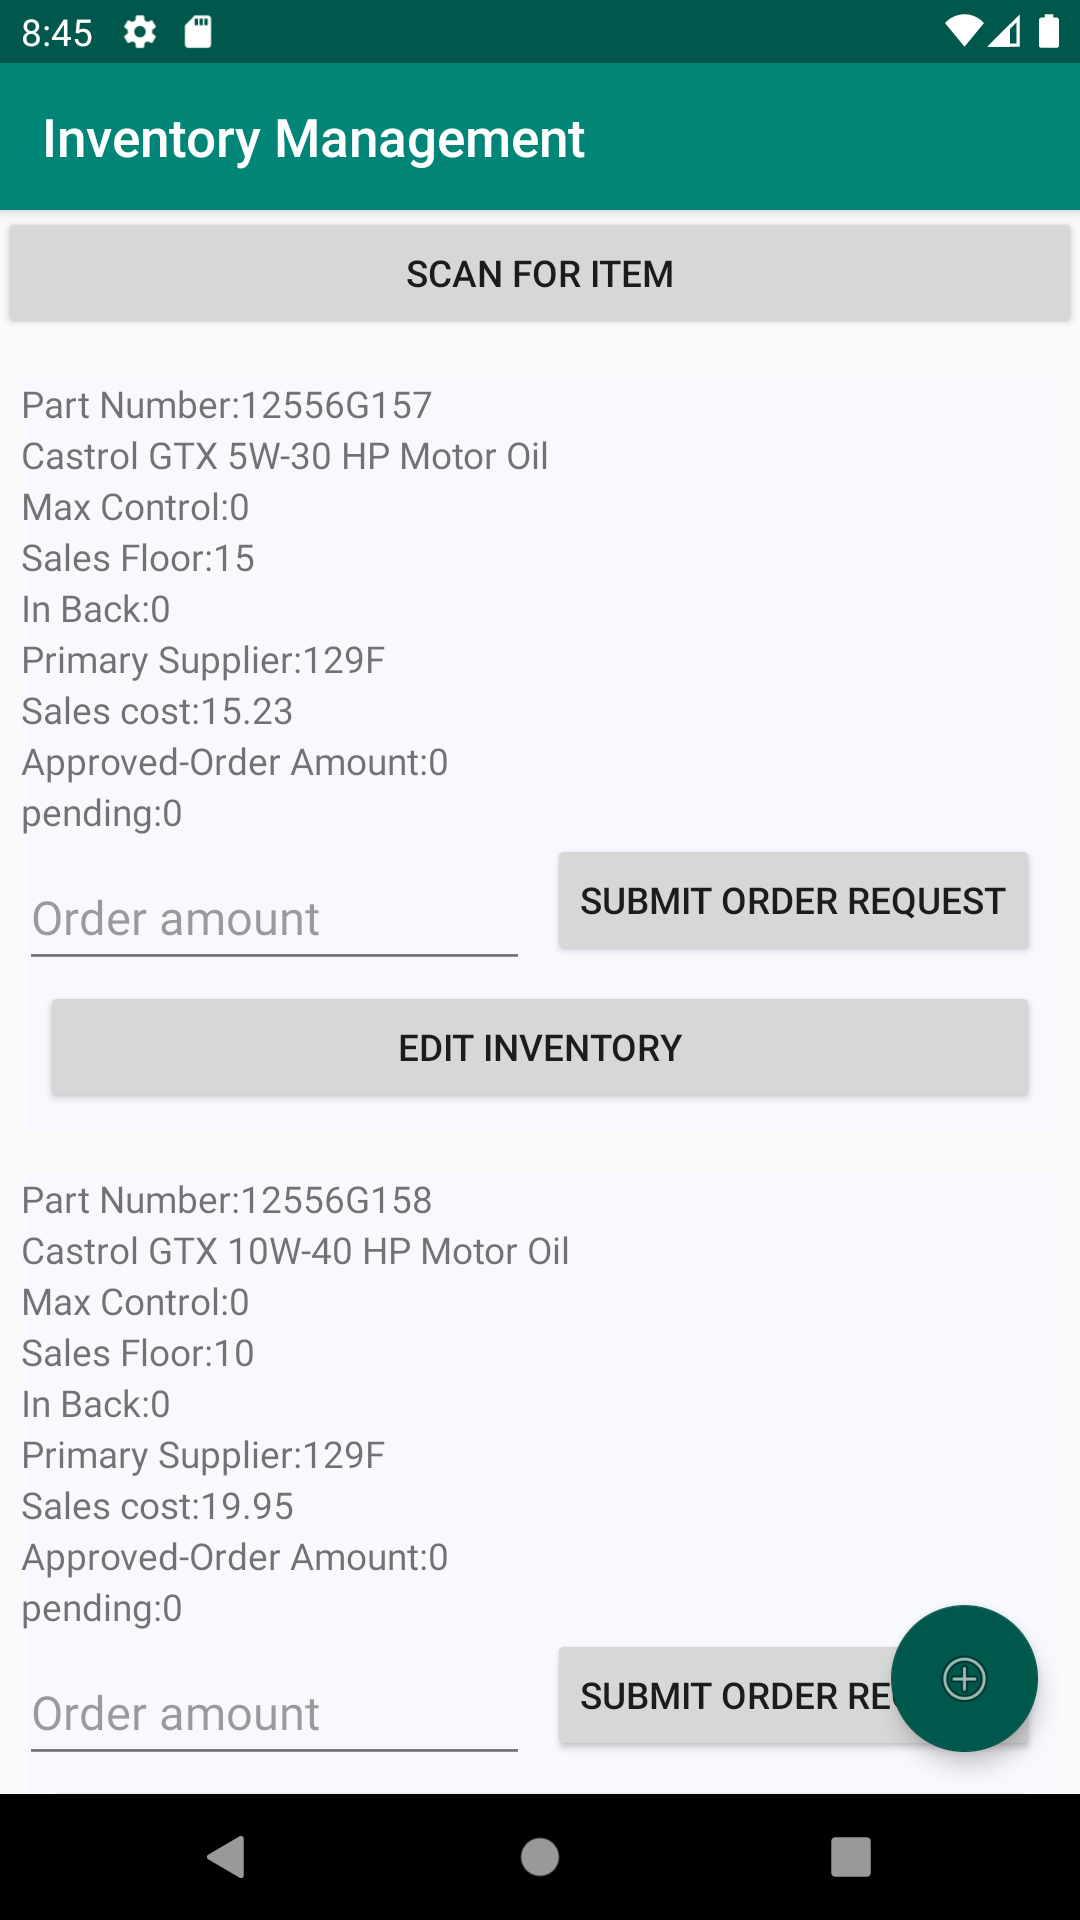 8:45
Inventory Management
SCAN FOR ITEM
Part Number:12556G157
Castrol GTX 5W-30 HP Motor Oil
Max Control:0
Sales Floor:15
In Back:0
Primary Supplier:129F
Sales cost:15.23
Approved-Order Amount:0
pending:0
Order amount
SUBMIT ORDER REQUEST
EDIT INVENTORY
Part Number:12556G158
Castrol GTX 10W-40 HP Motor Oil
Max Control:0
Sales Floor:10
In Back:0
Primary Supplier:129F
Sales cost:19.95
Approved-Order Amount:0
pending:0
Order amount
SUBMIT ORDER